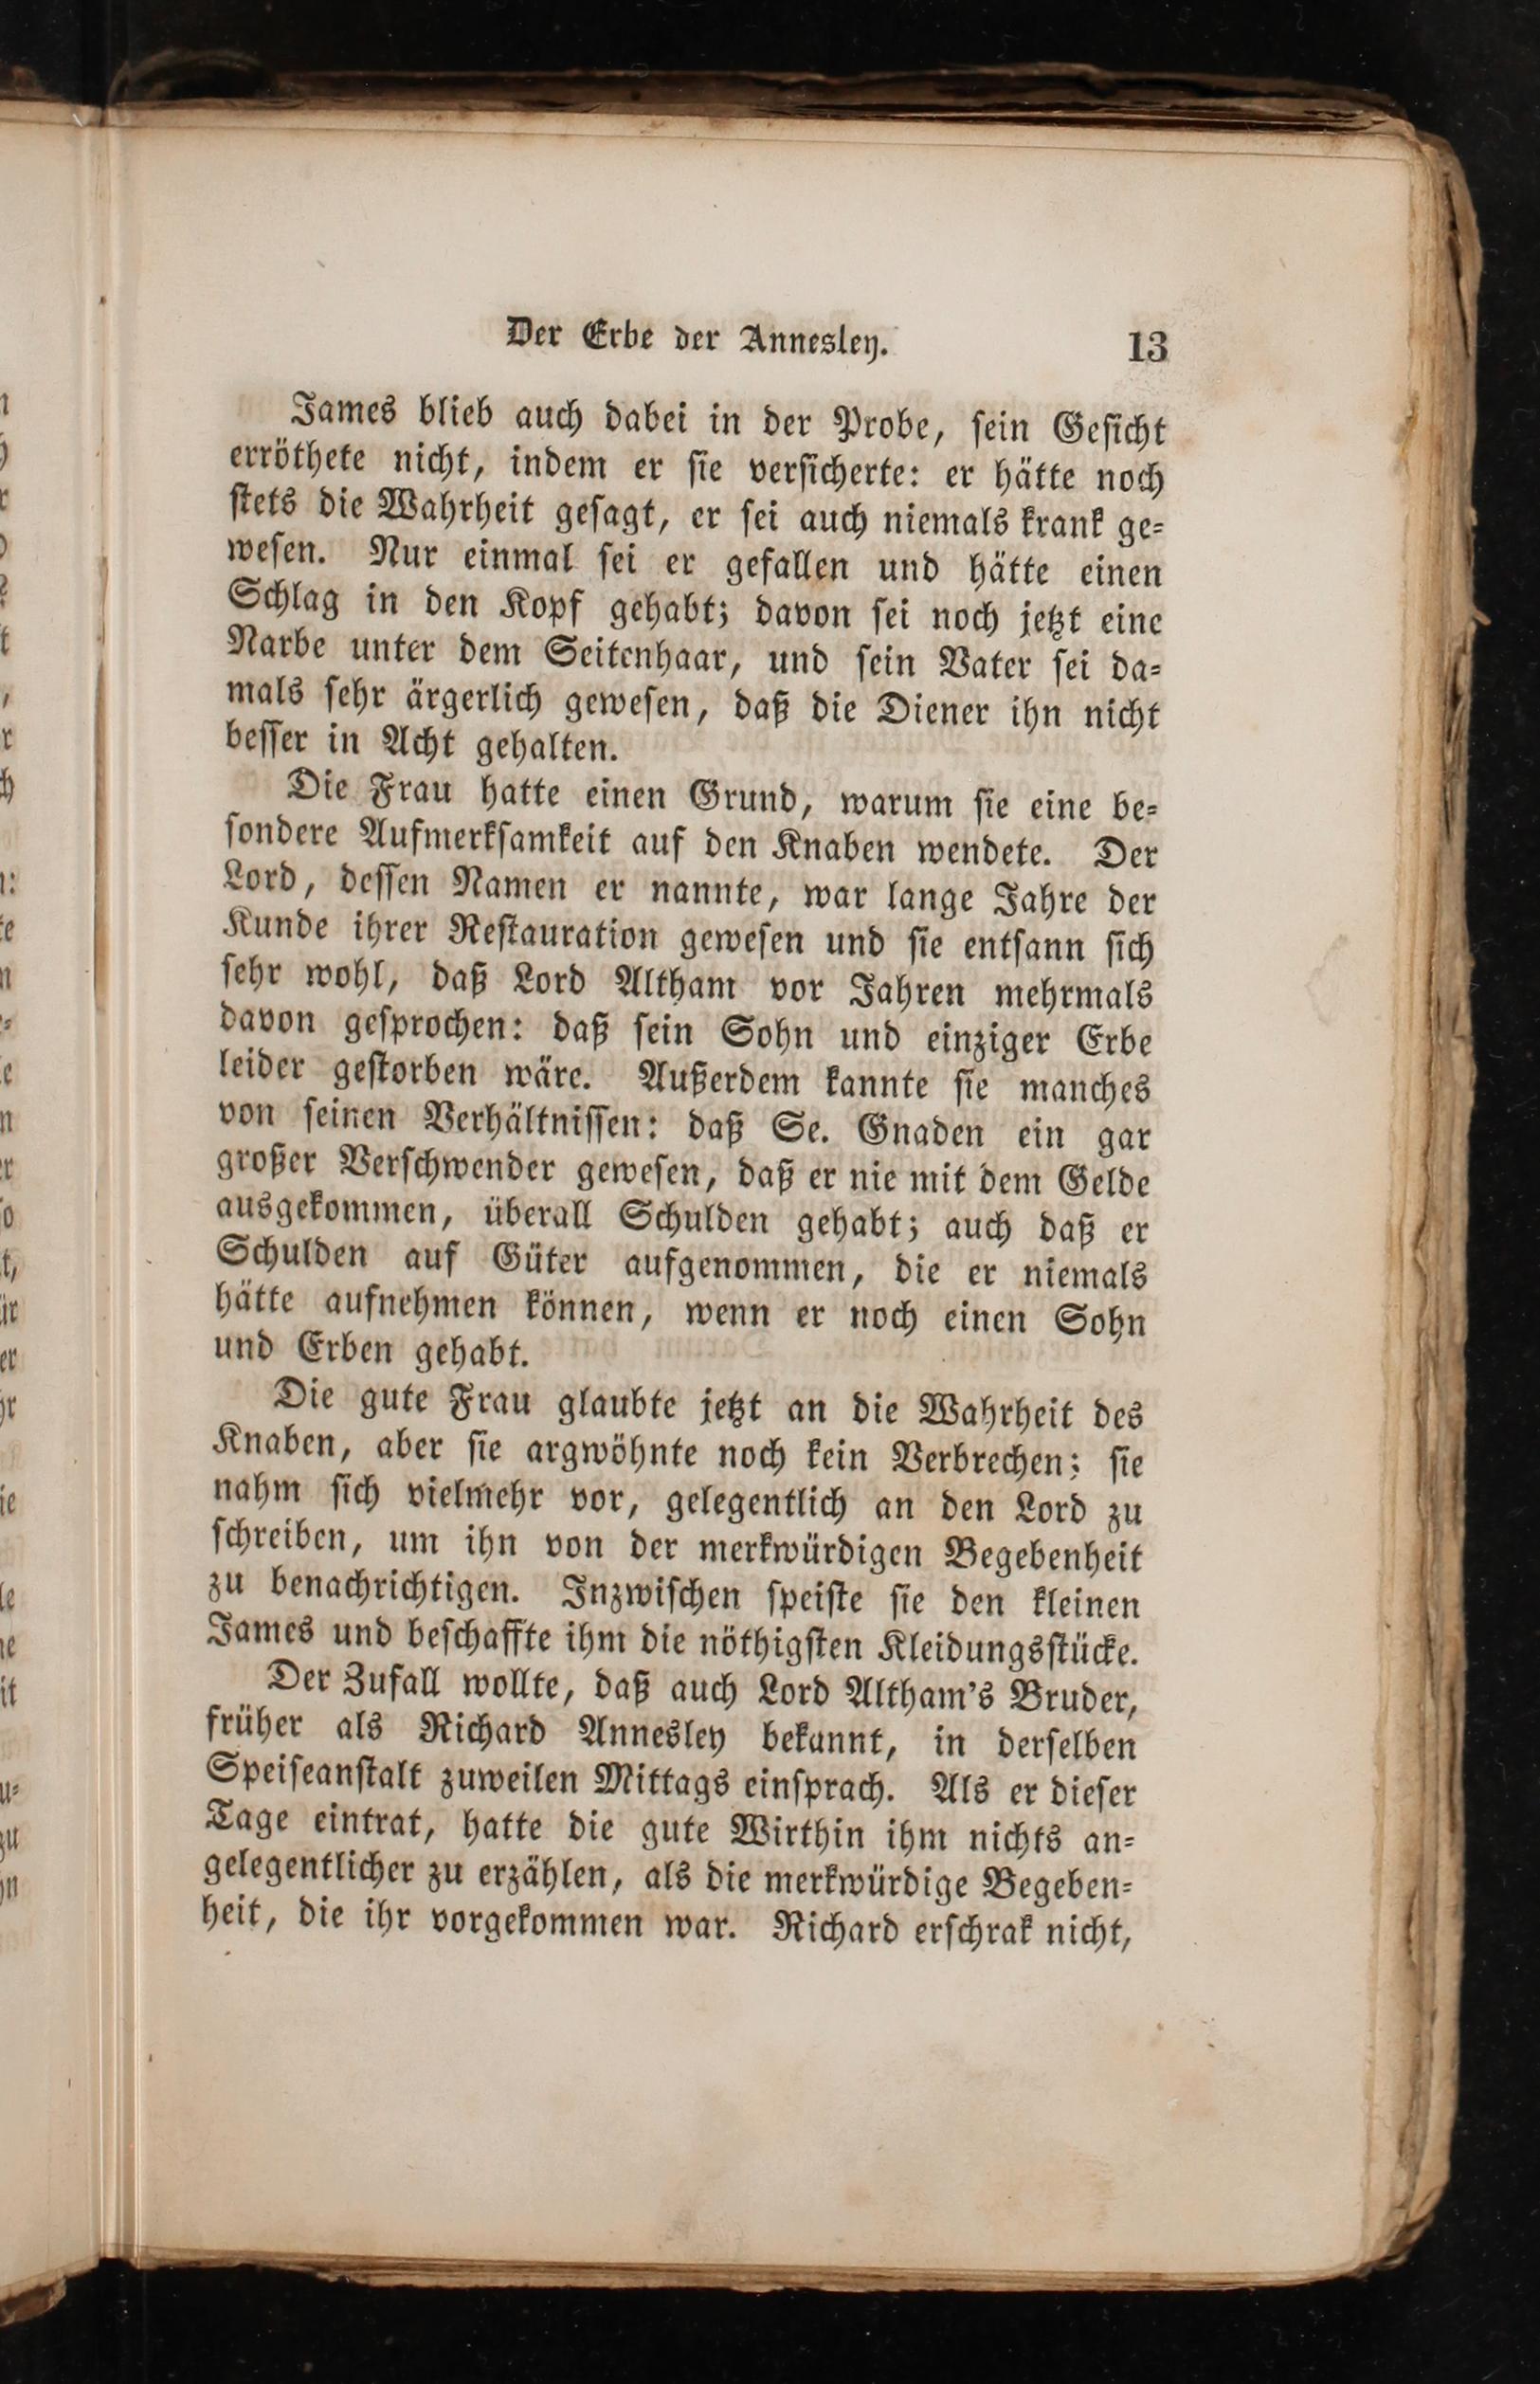 Der Erbe der Annesley. 13
James blieb auch dabei in der Probe, sein Gesicht
erröthete nicht, indem er sie versicherte: er hätte noch
stets die Wahrheit gesagt, er sei auch niemals krank ge-
wesen. Nur einmal sei er gefallen und hätte einen
Schlag in den Kopf gehabt; davon sei noch jetzt eine
Narbe unter dem Seitenhaar, und sein Vater sei da-
mals sehr ärgerlich gewesen, daß die Diener ihn nicht
besser in Acht gehalten.
Die Frau hatte einen Grund, warum sie eine be-
sondere Aufmerksamkeit auf den Knaben wendete. Der
Lord, dessen Namen er nannte, war lange Jahre der
Kunde ihrer Restauration gewesen und sie entsann sich
sehr wohl, daß Lord Altham vor Jahren mehrmals
davon gesprochen: daß sein Sohn und einziger Erbe
leider gestorben wäre. Außerdem kannte sie manches
von seinen Verhältnissen: daß Se. Gnaden ein gar
großer Verschwender gewesen, daß er nie mit dem Gelde
ausgekommen, überall Schulden gehabt; auch daß er
Schulden auf Güter aufgenommen, die er niemals
hätte aufnehmen können, wenn er noch einen Sohn
und Erben gehabt.
Die gute Frau glaubte jetzt an die Wahrheit des
Knaben, aber sie argwöhnte noch kein Verbrechen; sie
nahm sich vielmehr vor, gelegentlich an den Lord zu
schreiben, um ihn von der merkwürdigen Begebenheit
zu benachrichtigen. Inzwischen speiste sie den kleinen
James und beschaffte ihm die nöthigsten Kleidungsstücke.
Der Zufall wollte, daß auch Lord Altham's Bruder,
früher als Richard Annesley bekannt, in derselben
Speiseanstalt zuweilen Mittags einsprach. Als er dieser
Tage eintrat, hatte die gute Wirthin ihm nichts an-
gelegentlicher zu erzählen, als die merkwürdige Begeben-
heit, die ihr vorgekommen war. Richard erschrak nicht,